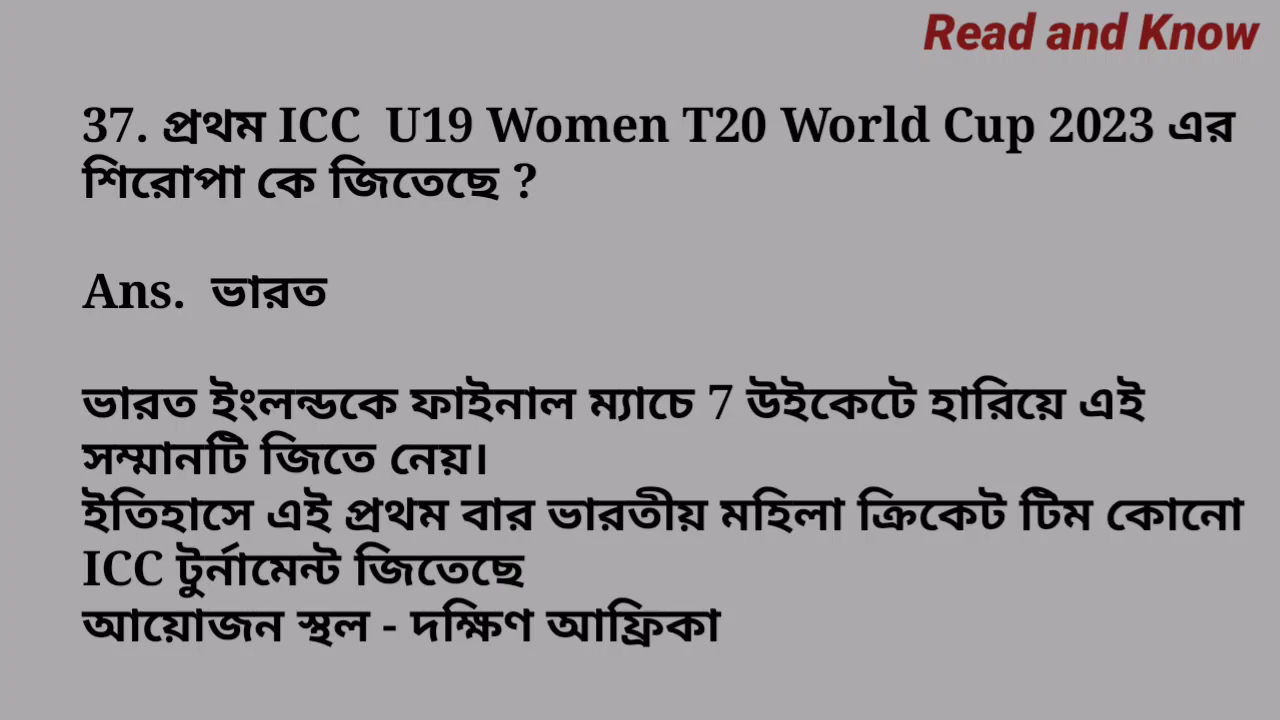 Read and Know
37. প্রথম ICC U19 Women T20 World Cup 2023 এর
শিরোপা কে জিতেছে ?
Ans. ভারত
ভারত ইংলন্ডকে ফাইনাল ম্যাচে 7 উইকেটে হারিয়ে এই
সম্মানটি জিতে নেয়।
ইতিহাসে এই প্রথম বার ভারতীয় মহিলা ক্রিকেট টিম কোনো
ICC টুর্নামেন্ট জিতেছে
আয়োজন স্থল - দক্ষিণ আফ্রিকা